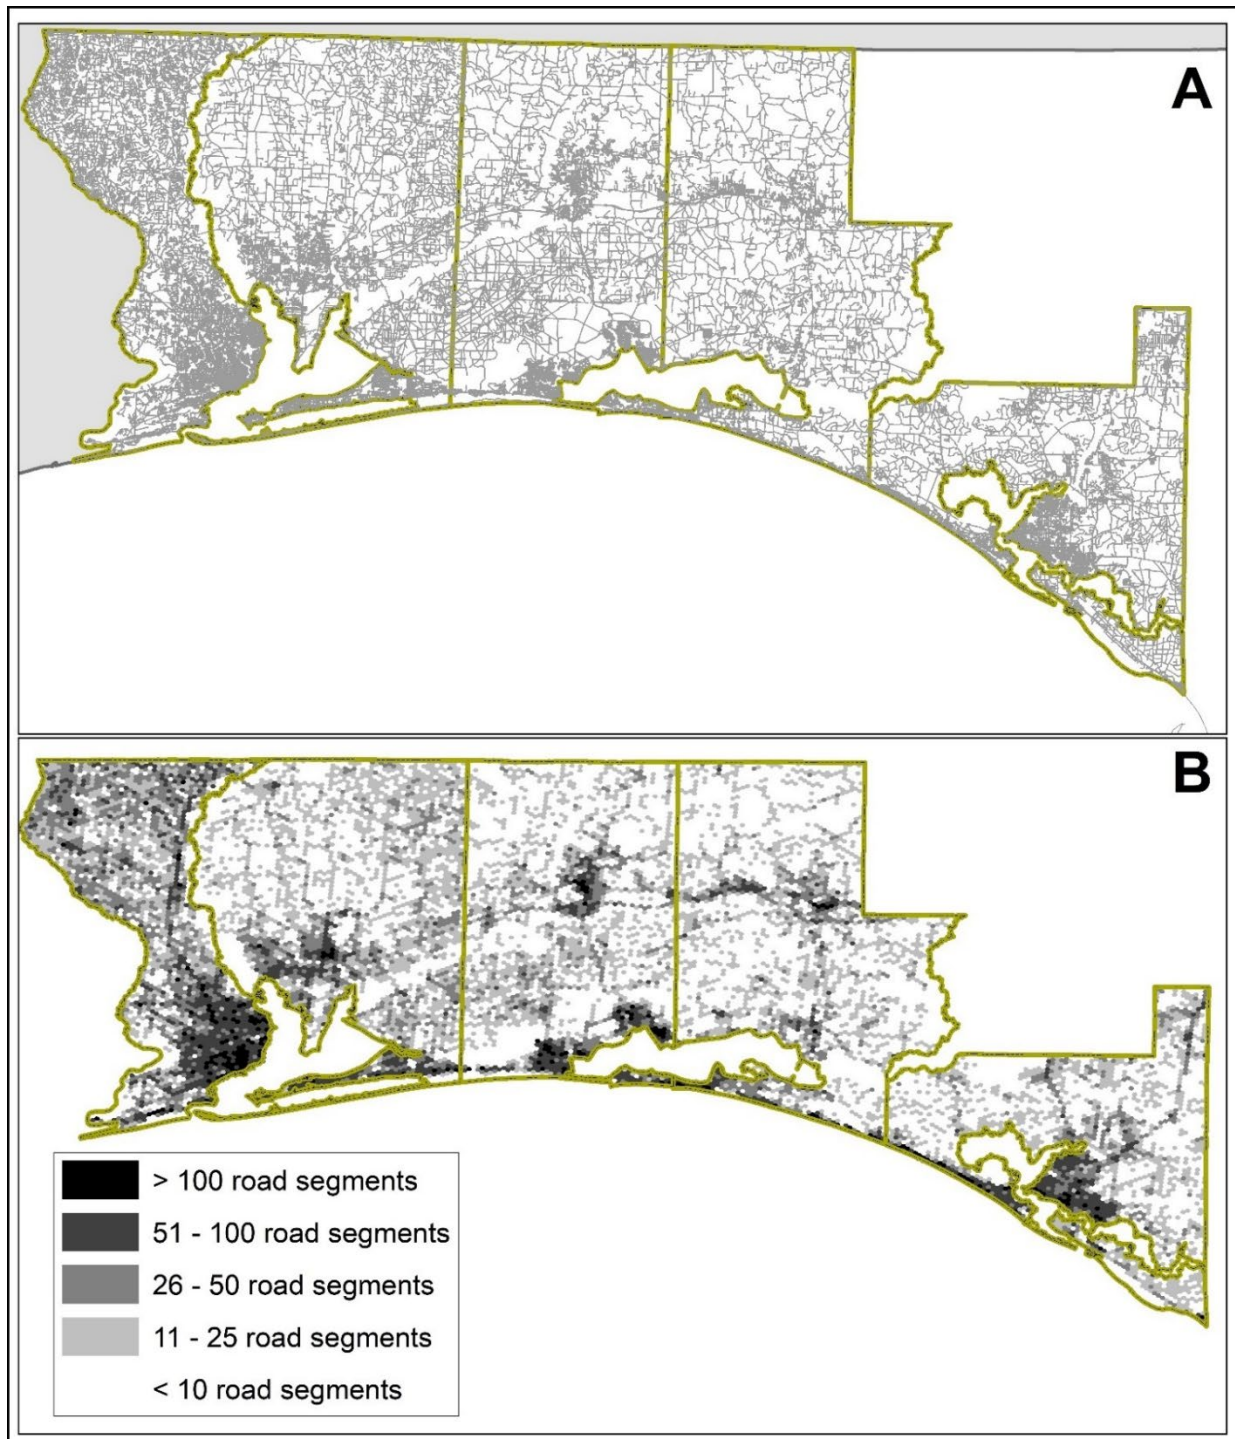 A
B
> 100 road segments
51 - 100 road segments
26 - 50 road segments
11 - 25 road segments
< 10 road segments